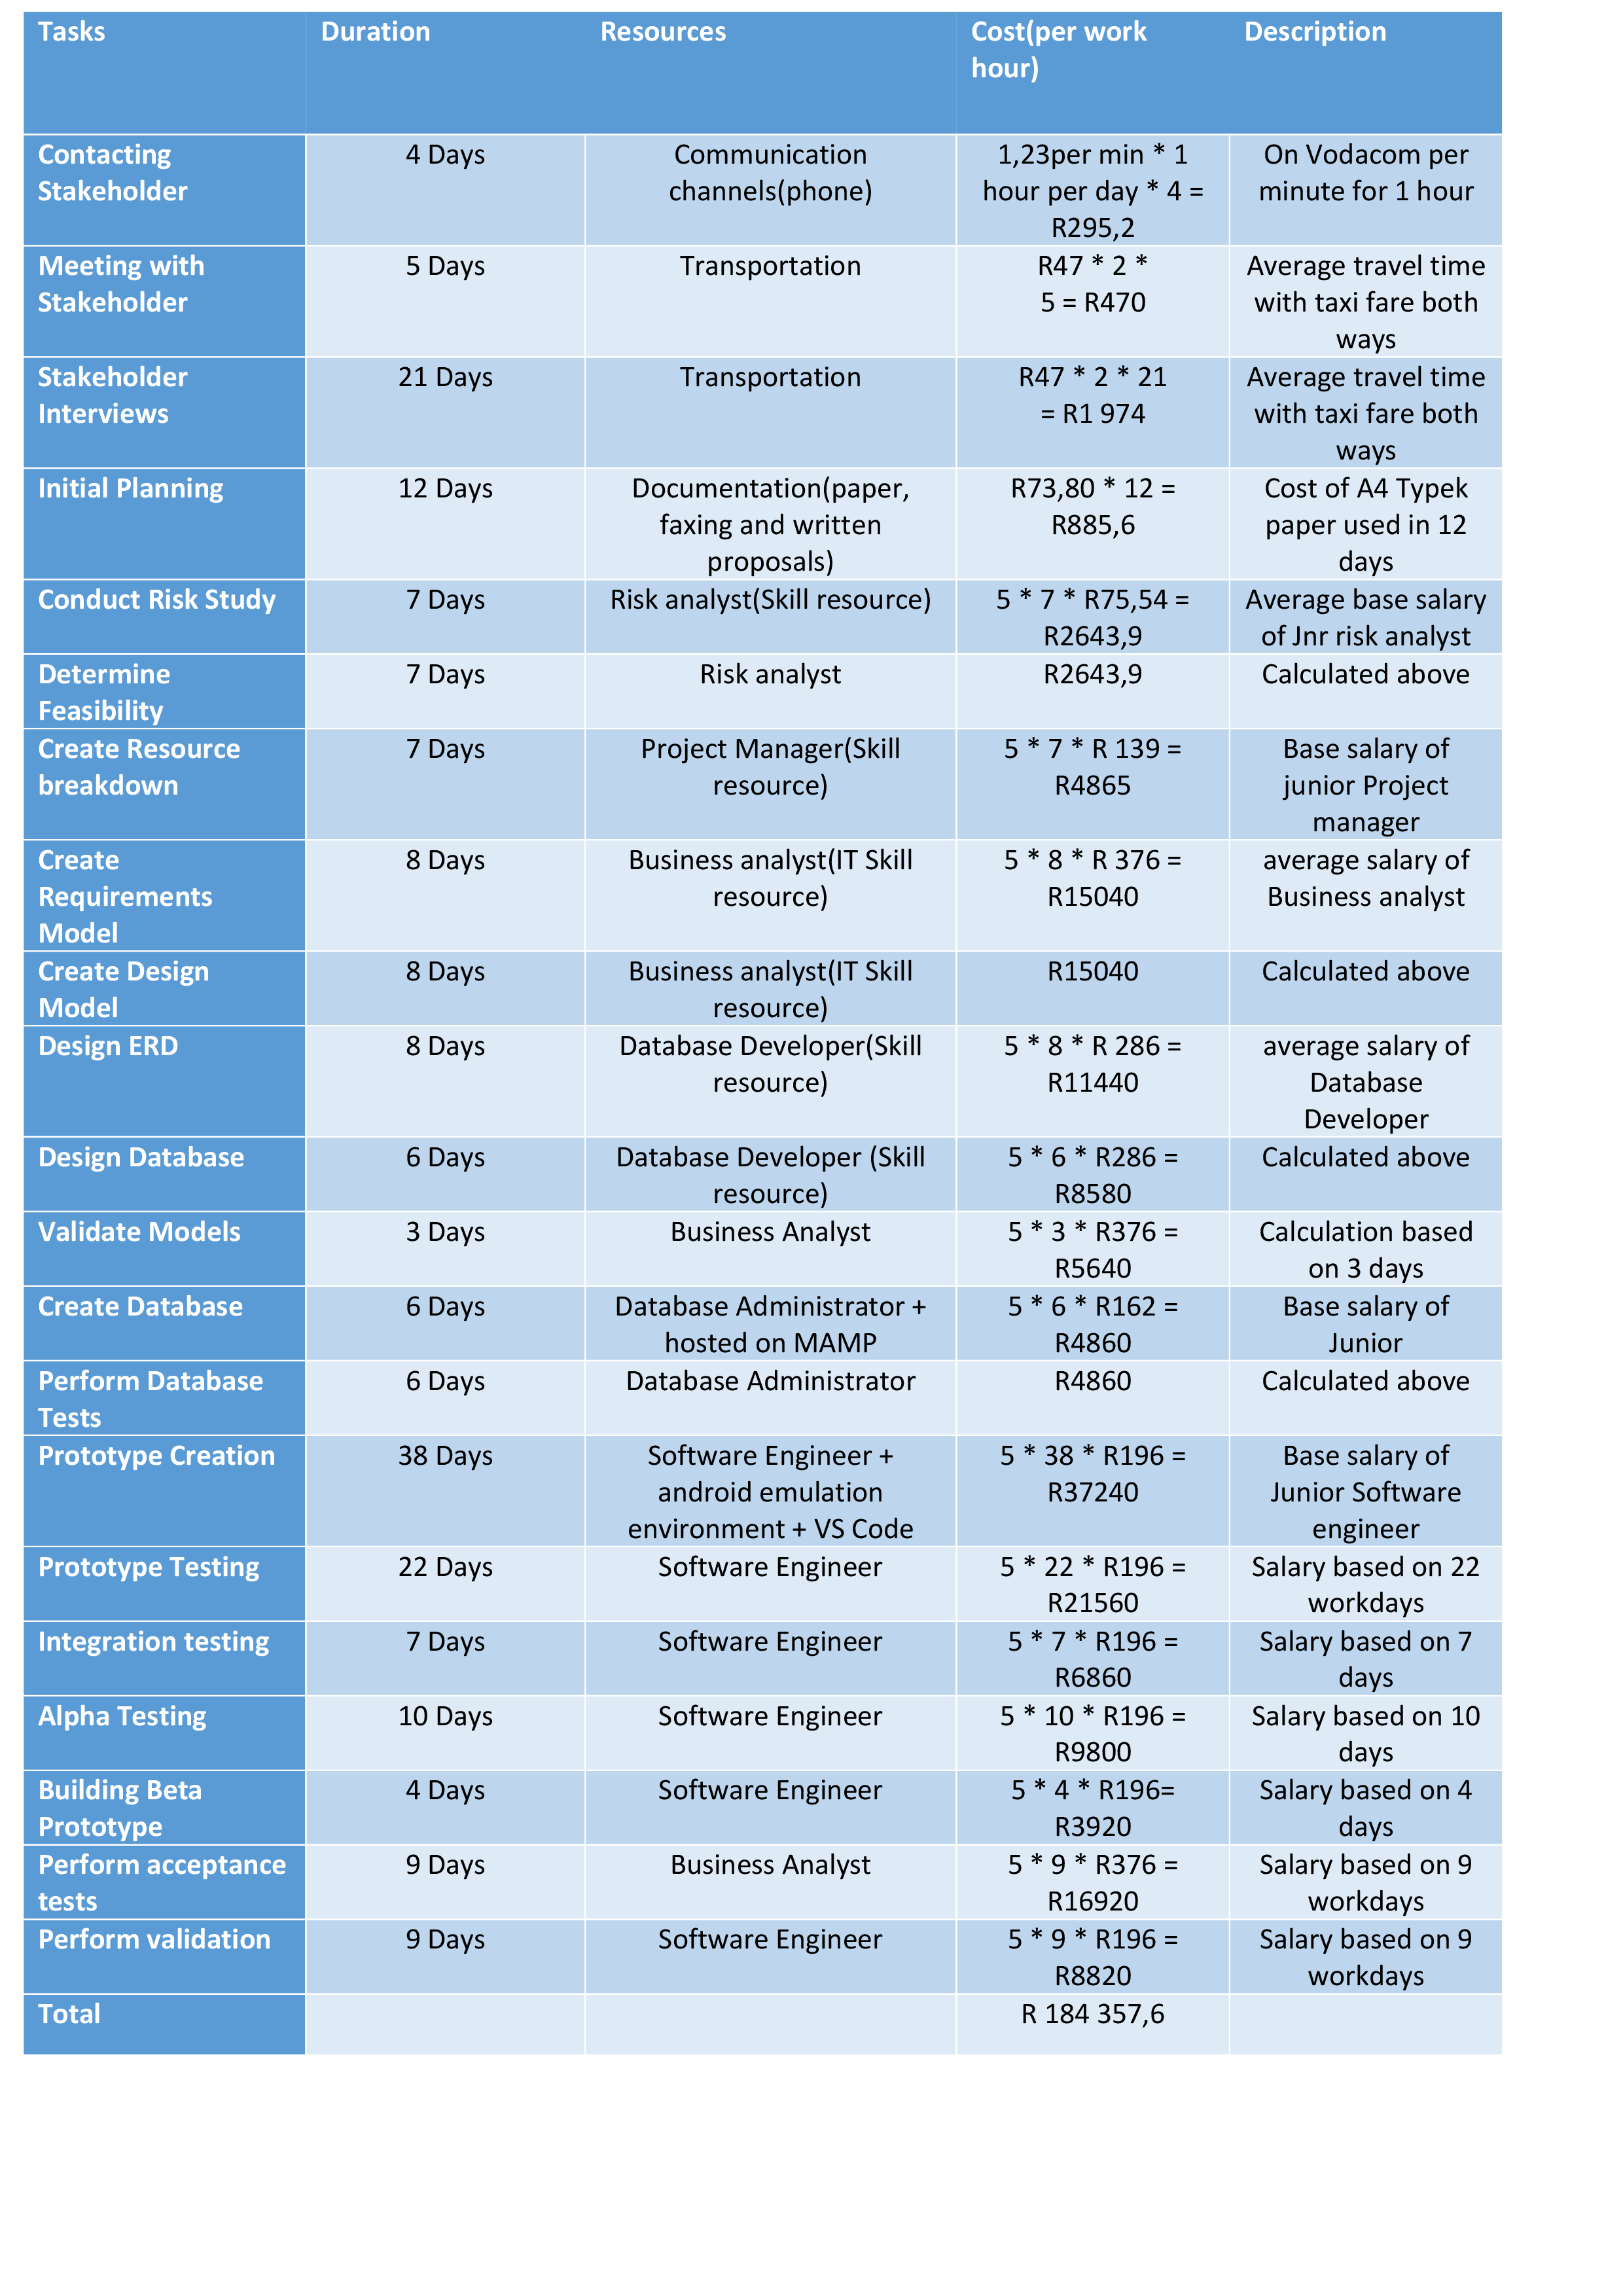 Tasks Duration Resources Cost(per work Description
hour)
Contacting 4 Days Communication 1,23per min * 1 On Vodacom per
Stakeholder channels(phone) hour per day * 4 = minute for 1 hour
R295,2
Meeting with 5 Days Transportation R47 * 2 * Average travel time
Stakeholder 5 = R470 with taxi fare both
ways
Stakeholder 21 Days Transportation R47 * 2 * 21 Average travel time
Interviews = R1 974 with taxi fare both
ways
Initial Planning 12 Days Documentation(paper, R73,80 * 12 = Cost of A4 Typek
faxing and written R885,6 paper used in 12
proposals) days
Conduct Risk Study 7 Days Risk analyst(Skill resource) 5 * 7 * R75,54 = Average base salary
R2643,9 of Jnr risk analyst
Determine 7 Days Risk analyst R2643,9 Calculated above
Feasibility
Create Resource 7 Days Project Manager(Skill 5 * 7 * R 139 = Base salary of
breakdown resource) R4865 junior Project
manager
Create 8 Days Business analyst(IT Skill 5 * 8 * R 376 = average salary of
Requirements resource) R15040 Business analyst
Model
Create Design 8 Days Business analyst(IT Skill R15040 Calculated above
Model resource)
Design ERD 8 Days Database Developer(Skill 5 * 8 * R 286 = average salary of
resource) R11440 Database
Developer
Design Database 6 Days Database Developer (Skill 5 * 6 * R286 = Calculated above
resource) R8580
Validate Models 3 Days Business Analyst 5 * 3 * R376 = Calculation based
R5640 on 3 days
Create Database 6 Days Database Administrator + 5 * 6 * R162 = Base salary of
hosted on MAMP R4860 Junior
Perform Database 6 Days Database Administrator R4860 Calculated above
Tests
Prototype Creation 38 Days Software Engineer + 5 * 38 * R196 = Base salary of
android emulation R37240 Junior Software
environment + VS Code engineer
Prototype Testing 22 Days Software Engineer 5 * 22 * R196 = Salary based on 22
R21560 workdays
Integration testing 7 Days Software Engineer 5 * 7 * R196 = Salary based on 7
R6860 days
Alpha Testing 10 Days Software Engineer 5 * 10 * R196 = Salary based on 10
R9800 days
Building Beta 4 Days Software Engineer 5 * 4 * R196= Salary based on 4
Prototype R3920 days
Perform acceptance 9 Days Business Analyst 5 * 9 * R376 = Salary based on 9
tests R16920 workdays
Perform validation 9 Days Software Engineer 5 * 9 * R196 = Salary based on 9
R8820 workdays
Total R 184 357,6